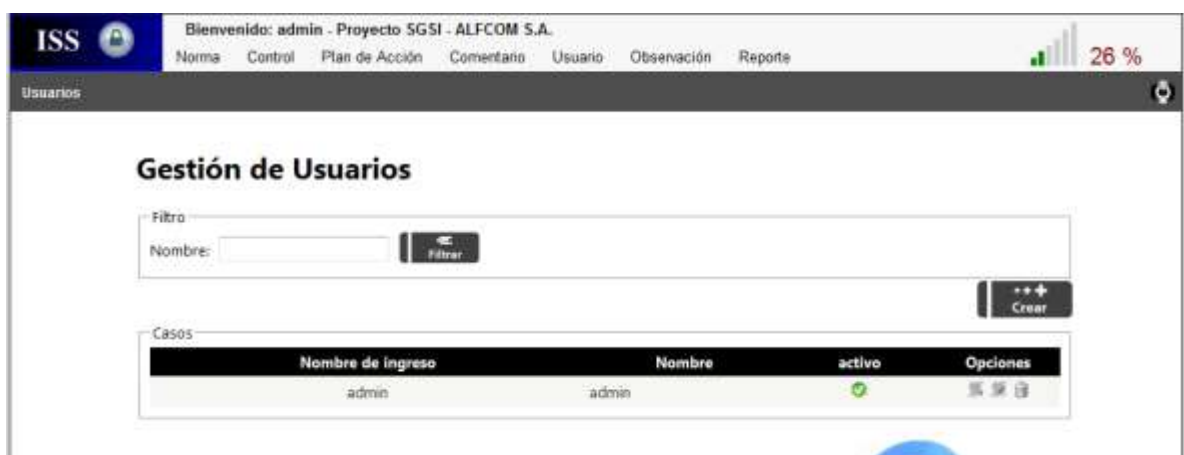 ISS
Bienvenido: admin - Proyecto SGSI - ALFCOM S.A.
Norma Control Plan de Acción Comentario Usuario Observación Reporte
26 %
Usuarios
Gestión de Usuarios
Filtro
Nombre: Filtrar
Crear
Casos
Nombre de ingreso Nombre activo Opciones
admin admin